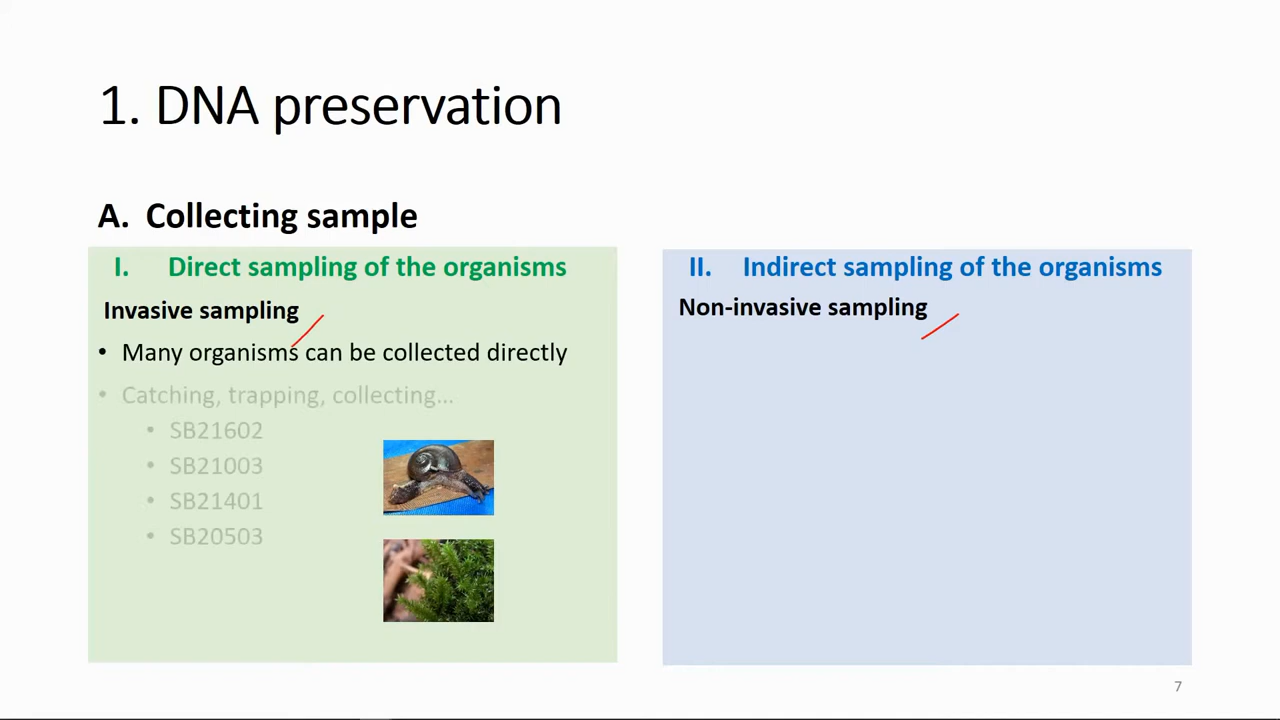 1. DNA preservation
A. Collecting sample
I. Direct sampling of the organisms
Invasive sampling
• Many organisms can be collected directly
• Catching, trapping, collecting...
• SB21602
• SB21003
• SB21401
• SB20503
II. Indirect sampling of the organisms
Non-invasive sampling
7